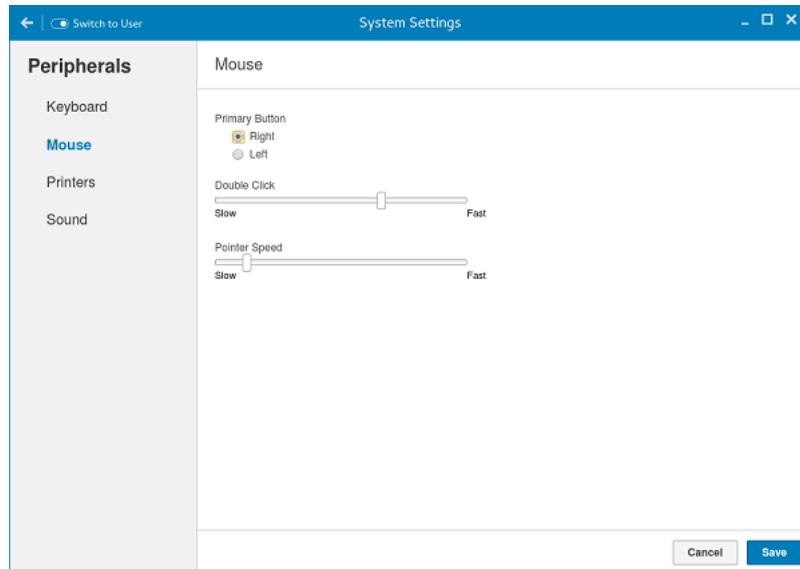 Switch to User
System Settings
Peripherals
Keyboard
Mouse
Printers
Sound
Mouse
Primary Button
Right
Left
Double Click
Slow Fast
Pointer Speed
Slow Fast
Cancel Save